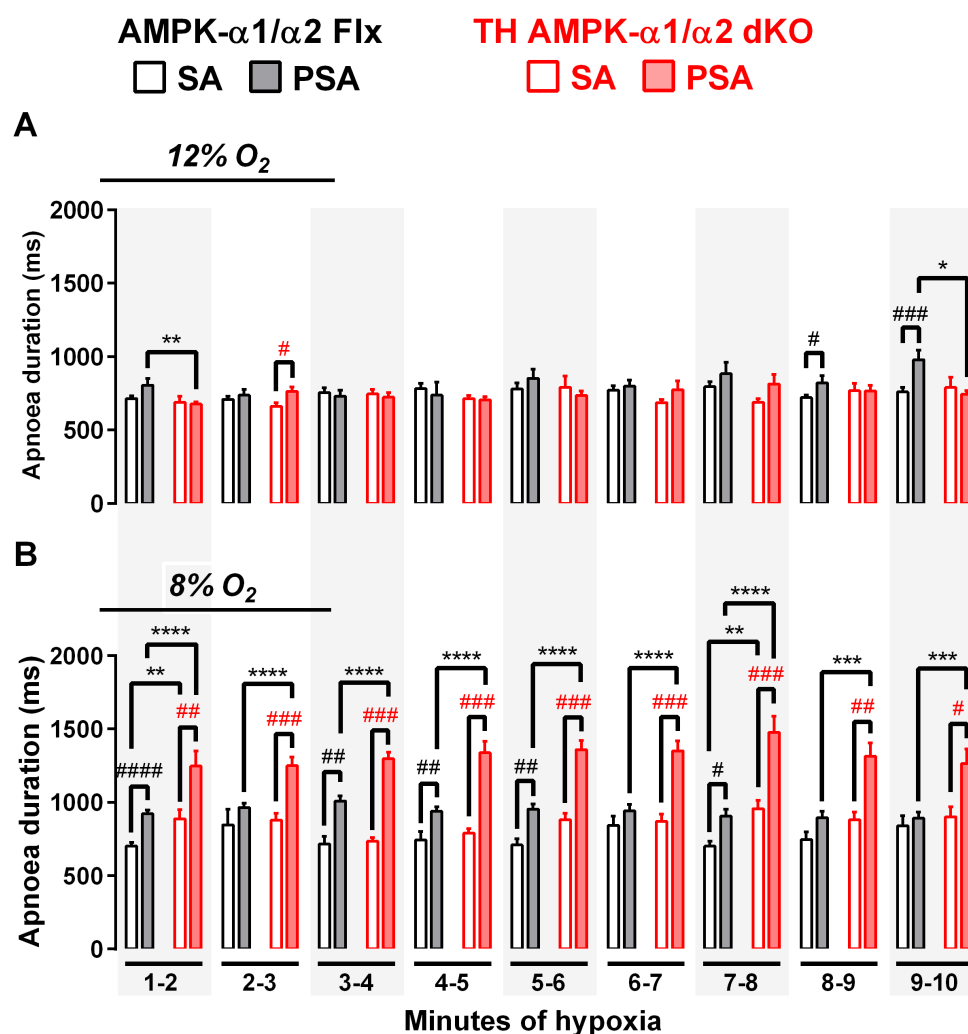 AMPK-α1/α2 Flx TH AMPK-α1/α2 dKO
SA PSA SA PSA
A
12% O2
2000
1500
1000
500
0
Apnoea duration (ms)
** # # ### *
B
8% O2
2000
1500
1000
500
0
Apnoea duration (ms)
#### ** **** ##
**** ###
## **** ###
## **** ###
## **** ###
**** ###
# ** **** ###
*** ##
*** #
1-2 2-3 3-4 4-5 5-6 6-7 7-8 8-9 9-10
Minutes of hypoxia